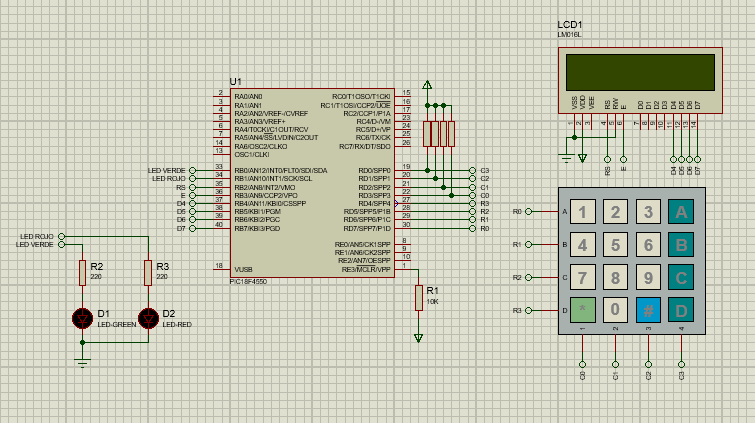 LCD1
LM016L
VSS
VDD
VEE
RS
RW
E
D0
D1
D2
D3
D4
D5
D6
D7
1
2
3
4
5
6
7
8
9
10
11
12
13
14
RS
E
D4
D5
D6
D7
U1
2 RA0/AN0 RC0/T1OSO/T1CKI 15
3 RA1/AN1 RC1/T1OSI/CCP2/UOE 16
4 RA2/AN2/VREF-/CVREF RC2/CCP1/P1A 17
5 RA3/AN3/VREF+ RC4/D-/VM 23
6 RA4/T0CKI/C1OUT/RCV RC5/D+/VP 24
7 RA5/AN4/SS/LVDIN/C2OUT RC6/TX/CK 25
14 RA6/OSC2/CLKO RC7/RX/DT/SDO 26
13 OSC1/CLKI
LED VERDE 33 RB0/AN12/INT0/FLT0/SDI/SDA RD0/SPP0 19 C3
LED ROJO 34 RB1/AN10/INT1/SCK/SCL RD1/SPP1 20 C2
RS 35 RB2/AN8/INT2/VMO RD2/SPP2 21 C1
E 36 RB3/AN9/CCP2/VPO RD3/SPP3 22 C0
D4 37 RB4/AN11/KBI0/CSSPP RD4/SPP4 27 R3
D5 38 RB5/KBI1/PGM RD5/SPP5/P1B 28 R2
D6 39 RB6/KBI2/PGC RD6/SPP6/P1C 29 R1
D7 40 RB7/KBI3/PGD RD7/SPP7/P1D 30 R0
RE0/AN5/CK1SPP 8
RE1/AN6/CK2SPP 9
RE2/AN7/OESPP 10
18 VUSB RE3/MCLR/VPP 1
PIC18F4550
LED ROJO
LED VERDE
R2
220
R3
220
D1
LED-GREEN
D2
LED-RED
R1
10K
R0 A 1 2 3 A
R1 B 4 5 6 B
R2 C 7 8 9 C
R3 D * 0 # D
1 2 3 4
C0 C1 C2 C3